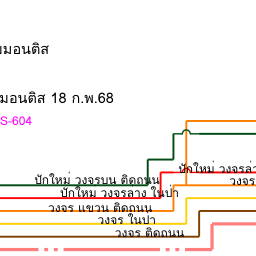 มอนติส
มอนติส 18 ก.พ.68
S-604
ปักใหม่ วงจรล่
ปักใหม่ วงจรบน ติดถนน
วงจร
ปักใหม่ วงจรลาง ในป่า
วงจร แขวน ติดถนน
วงจร ในป่า
วงจร ติดถนน